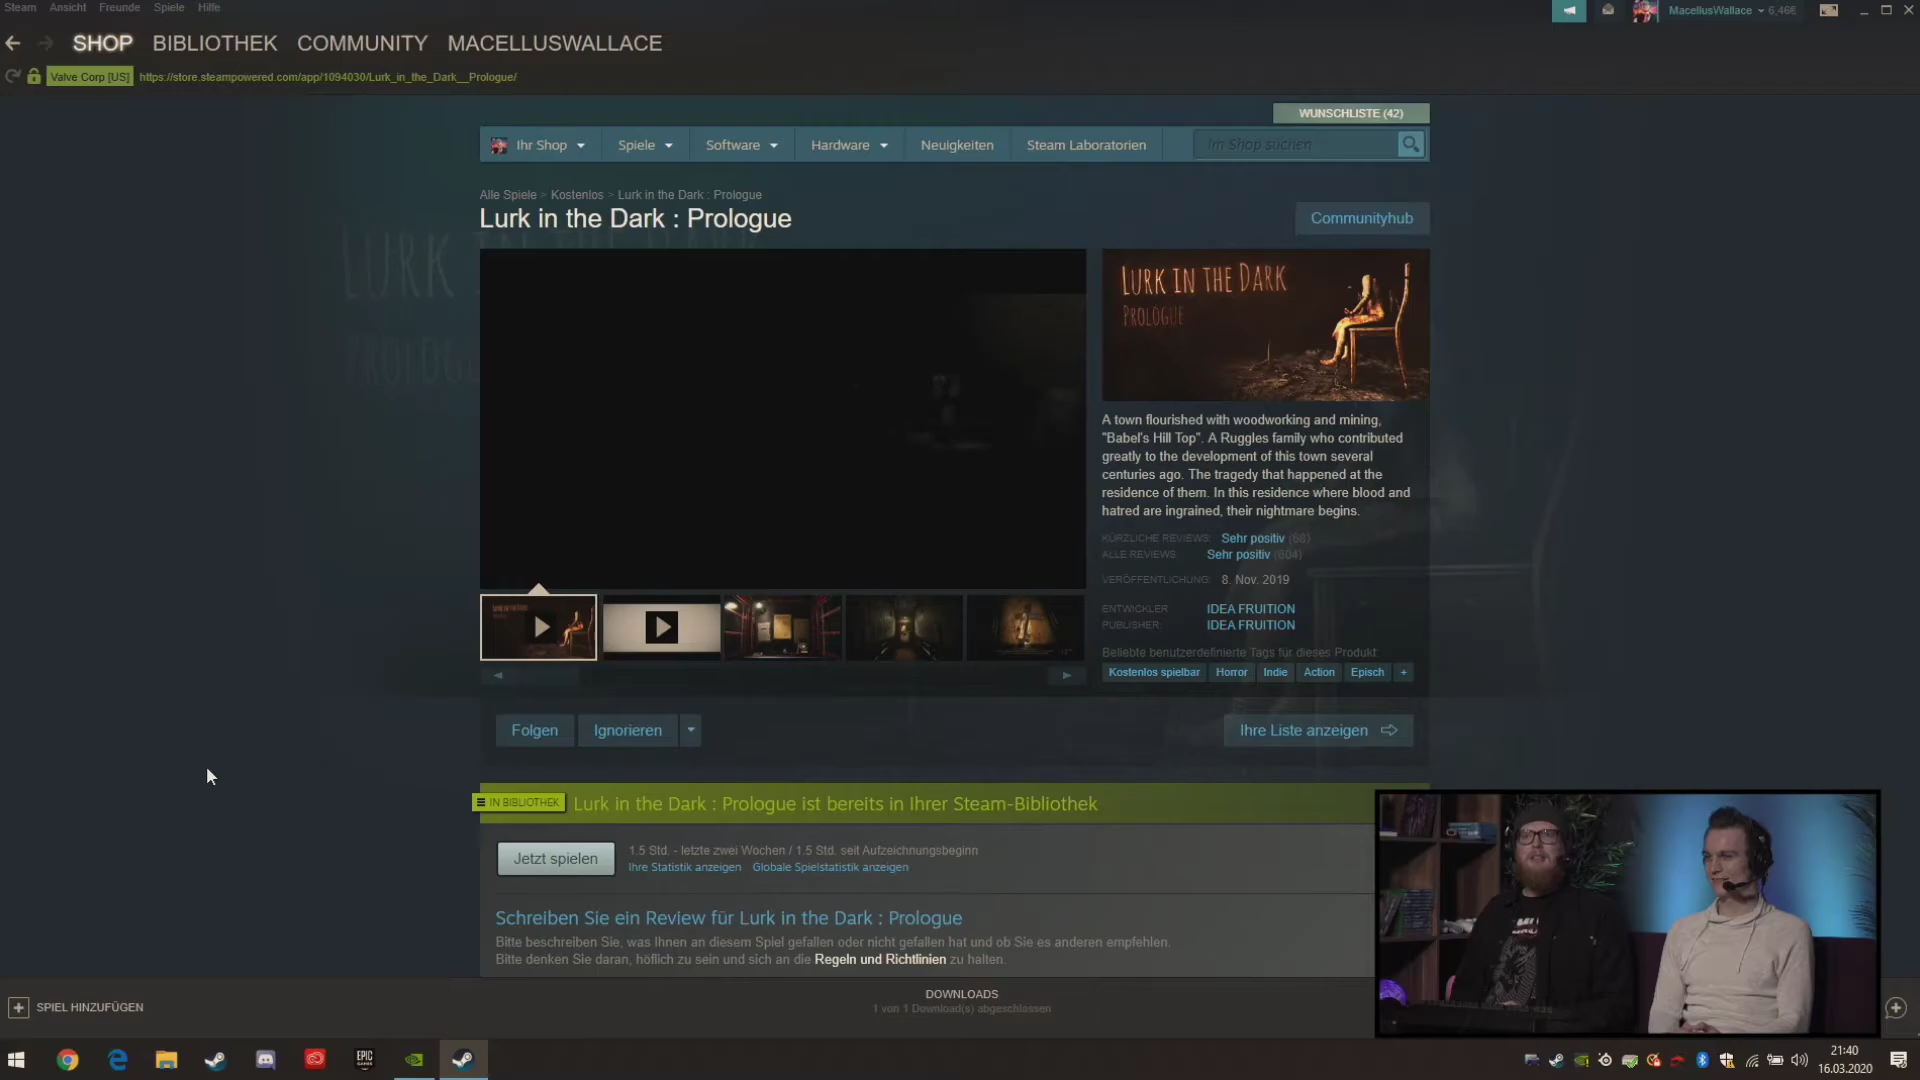 Steam Ansicht Freunde Spiele Hilfe
MacellusWallace 6,46€
SHOP BIBLIOTHEK COMMUNITY MACELLUSWALLACE
Valve Corp [US] https://store.steampowered.com/app/1094030/Lurk_in_the_Dark__Prologue/
WUNSCHLISTE (42)
Ihr Shop Spiele Software Hardware Neuigkeiten Steam Laboratorien Im Shop suchen
Alle Spiele > Kostenlos > Lurk in the Dark : Prologue
Lurk in the Dark : Prologue
Communityhub
LURK IN THE DARK
PROLOGUE
A town flourished with woodworking and mining,
"Babel's Hill Top". A Ruggles family who contributed
greatly to the development of this town several
centuries ago. The tragedy that happened at the
residence of them. In this residence where blood and
hatred are ingrained, their nightmare begins.
KÜRZLICHE REVIEWS: Sehr positiv (66)
ALLE REVIEWS: Sehr positiv (604)
VERÖFFENTLICHUNG: 8. Nov. 2019
ENTWICKLER IDEA FRUITION
PUBLISHER: IDEA FRUITION
Beliebte benutzerdefinierte Tags für dieses Produkt:
Kostenlos spielbar Horror Indie Action Episch +
Folgen Ignorieren Ihre Liste anzeigen
IN BIBLIOTHEK Lurk in the Dark : Prologue ist bereits in Ihrer Steam-Bibliothek
Jetzt spielen
1.5 Std. - letzte zwei Wochen / 1.5 Std. seit Aufzeichnungsbeginn
Ihre Statistik anzeigen Globale Spielstatistik anzeigen
Schreiben Sie ein Review für Lurk in the Dark : Prologue
Bitte beschreiben Sie, was Ihnen an diesem Spiel gefallen oder nicht gefallen hat und ob Sie es anderen empfehlen.
Bitte denken Sie daran, höflich zu sein und sich an die Regeln und Richtlinien zu halten.
SPIEL HINZUFÜGEN
DOWNLOADS
1 von 1 Download(s) abgeschlossen
EPIC GAMES
21:40
16.03.2020